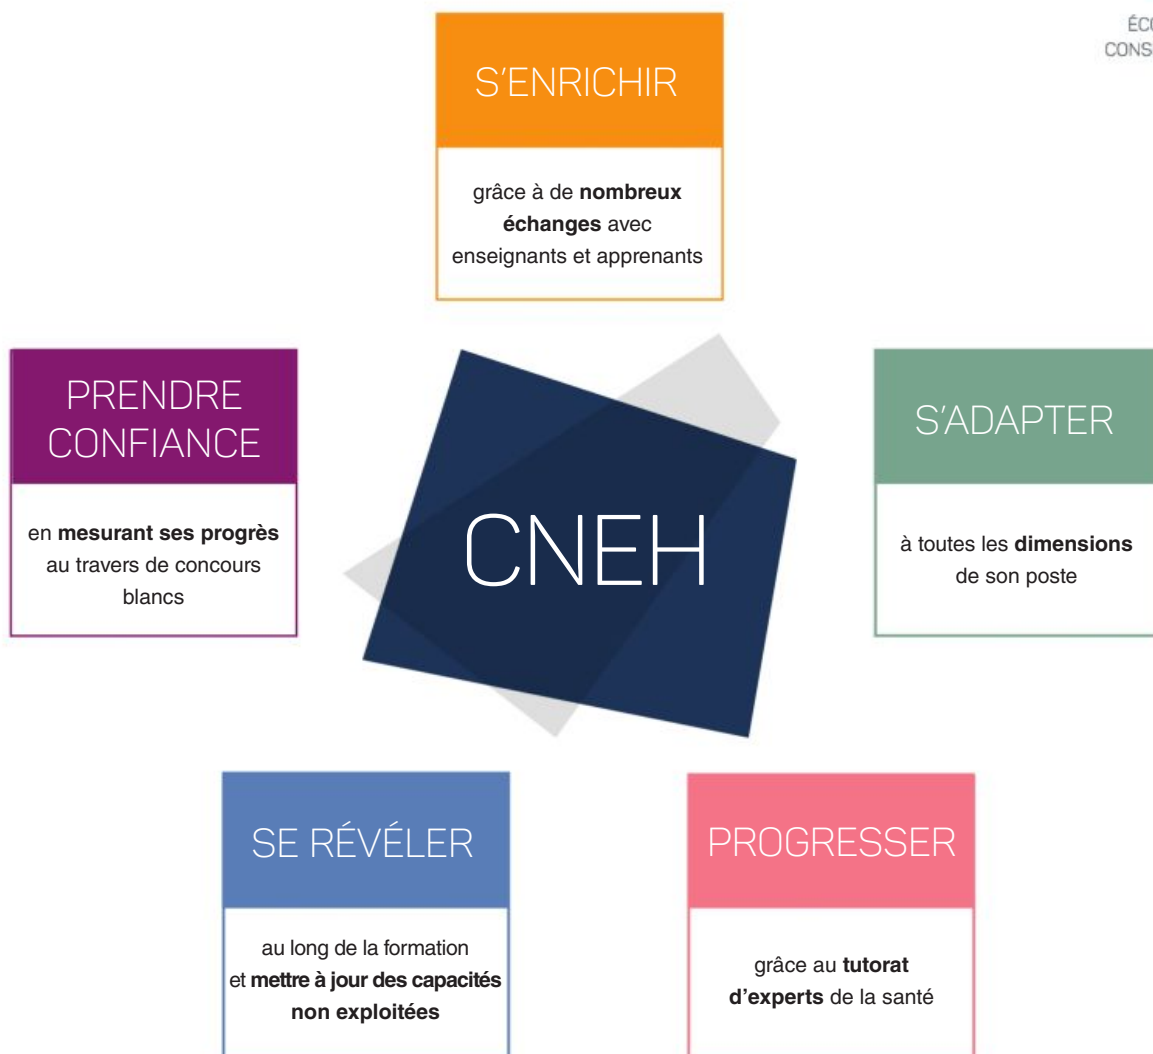 S'ENRICHIR
grâce à de nombreux
échanges avec
enseignants et apprenants
PRENDRE
CONFIANCE
en mesurant ses progrès
au travers de concours
blancs
CNEH
S'ADAPTER
à toutes les dimensions
de son poste
SE RÉVÉLER
au long de la formation
et mettre à jour des capacités
non exploitées
PROGRESSER
grâce au tutorat
d'experts de la santé